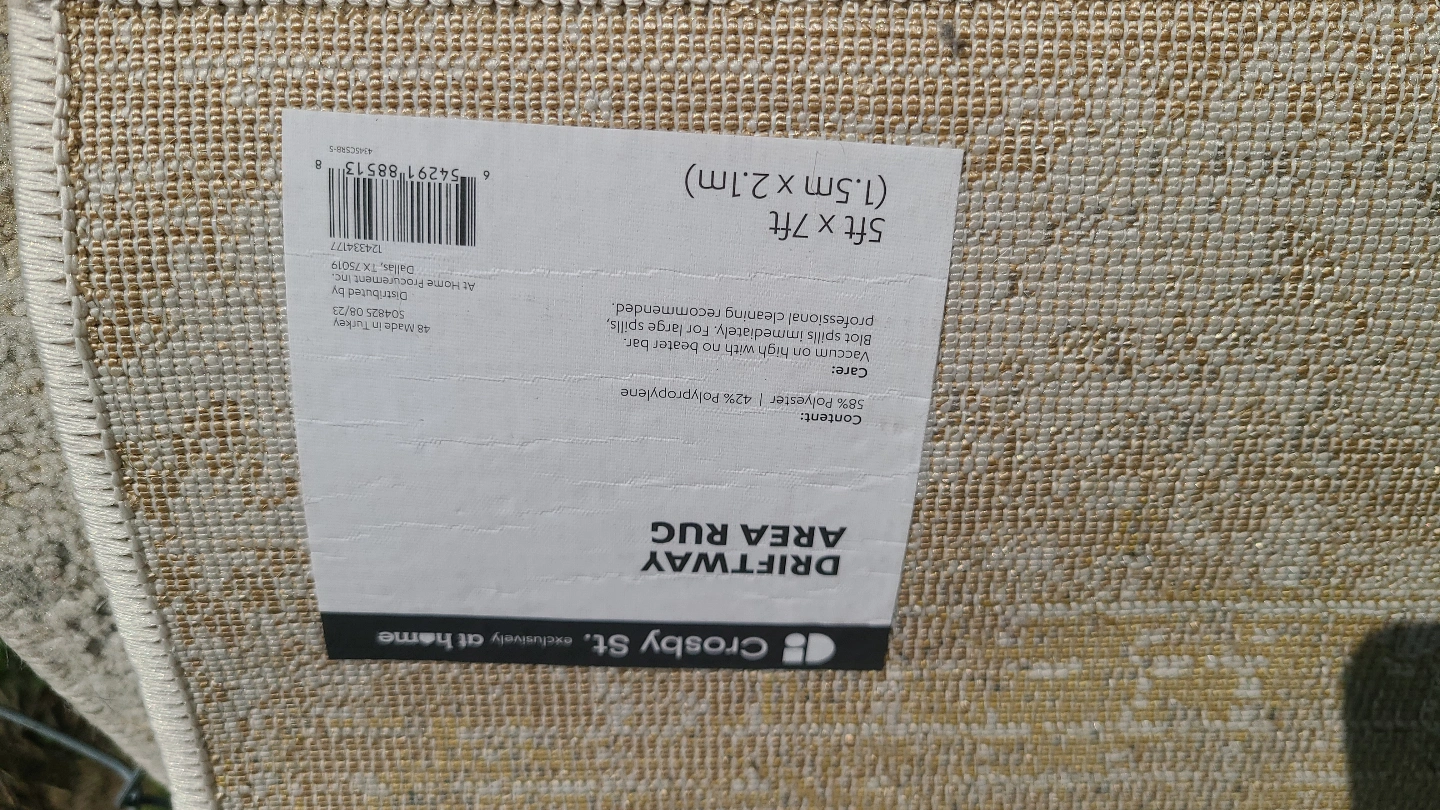 Crosby St. exclusively at home
DRIFTWAY
AREA RUG
Content:
58% Polyester | 42% Polypropylene
Care:
Vaccum on high with no beater bar.
Blot spills immediately. For large spills,
professional cleaning recommended.
5ft x 7ft
(1.5m x 2.1m)
48 Made in Turkey
504825 08/23
Distributed by
At Home Procurement Inc.
Dallas, TX 75019
124334177
6 54291 88513 8
4345CSRB-5